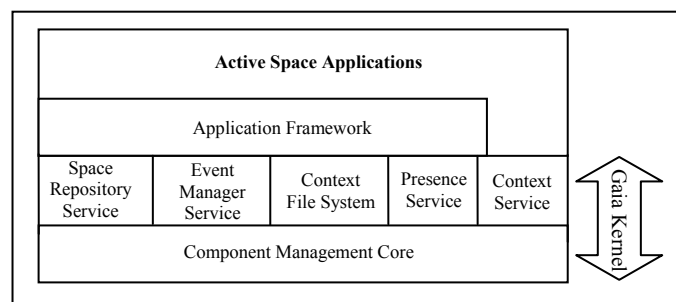 Active Space Applications
Application Framework
Space
Repository
Service
Event
Manager
Service
Context
File System
Presence
Service
Context
Service
Gaia Kernel
Component Management Core